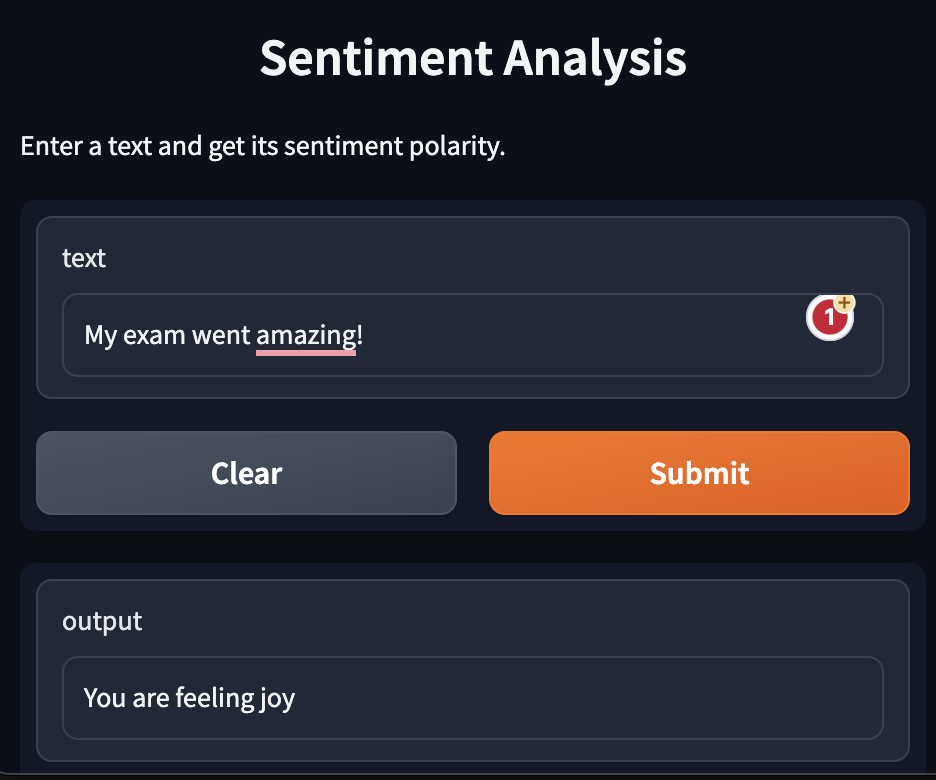 Sentiment Analysis
Enter a text and get its sentiment polarity.
text
My exam went amazing!
1+
Clear
Submit
output
You are feeling joy